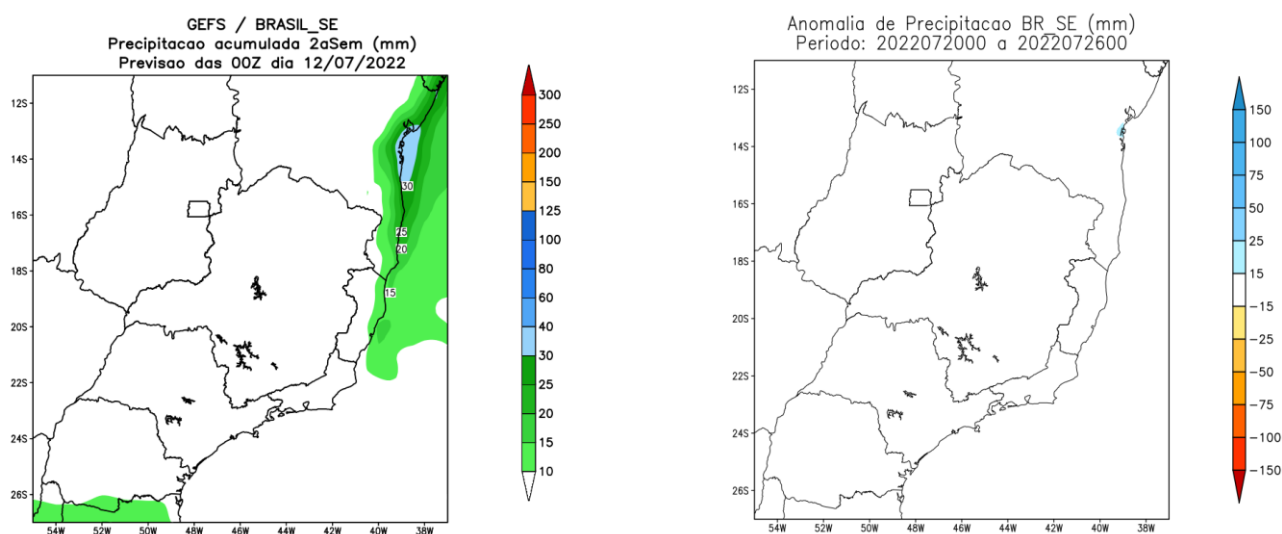 GEFS / BRASIL_SE
Precipitacao acumulada 2aSem (mm)
Previsao das 00Z dia 12/07/2022
12S
14S
16S
18S
20S
22S
24S
26S
54W
52W
50W
48W
46W
44W
42W
40W
38W
30
25
20
15
300
250
200
150
125
100
80
60
40
30
25
20
15
10
Anomalia de Precipitacao BR_SE (mm)
Periodo: 2022072000 a 2022072600
12S
14S
16S
18S
20S
22S
24S
26S
54W
52W
50W
48W
46W
44W
42W
40W
38W
150
100
75
50
25
15
-15
-25
-50
-75
-100
-150